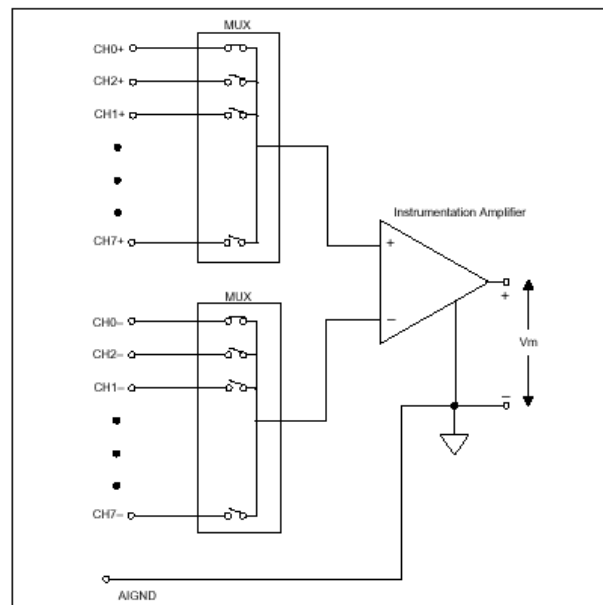 MUX
CH0+
CH2+
CH1+
CH7+
Instrumentation Amplifier
+
−
+
Vm
−
MUX
CH0−
CH2−
CH1−
CH7−
AIGND